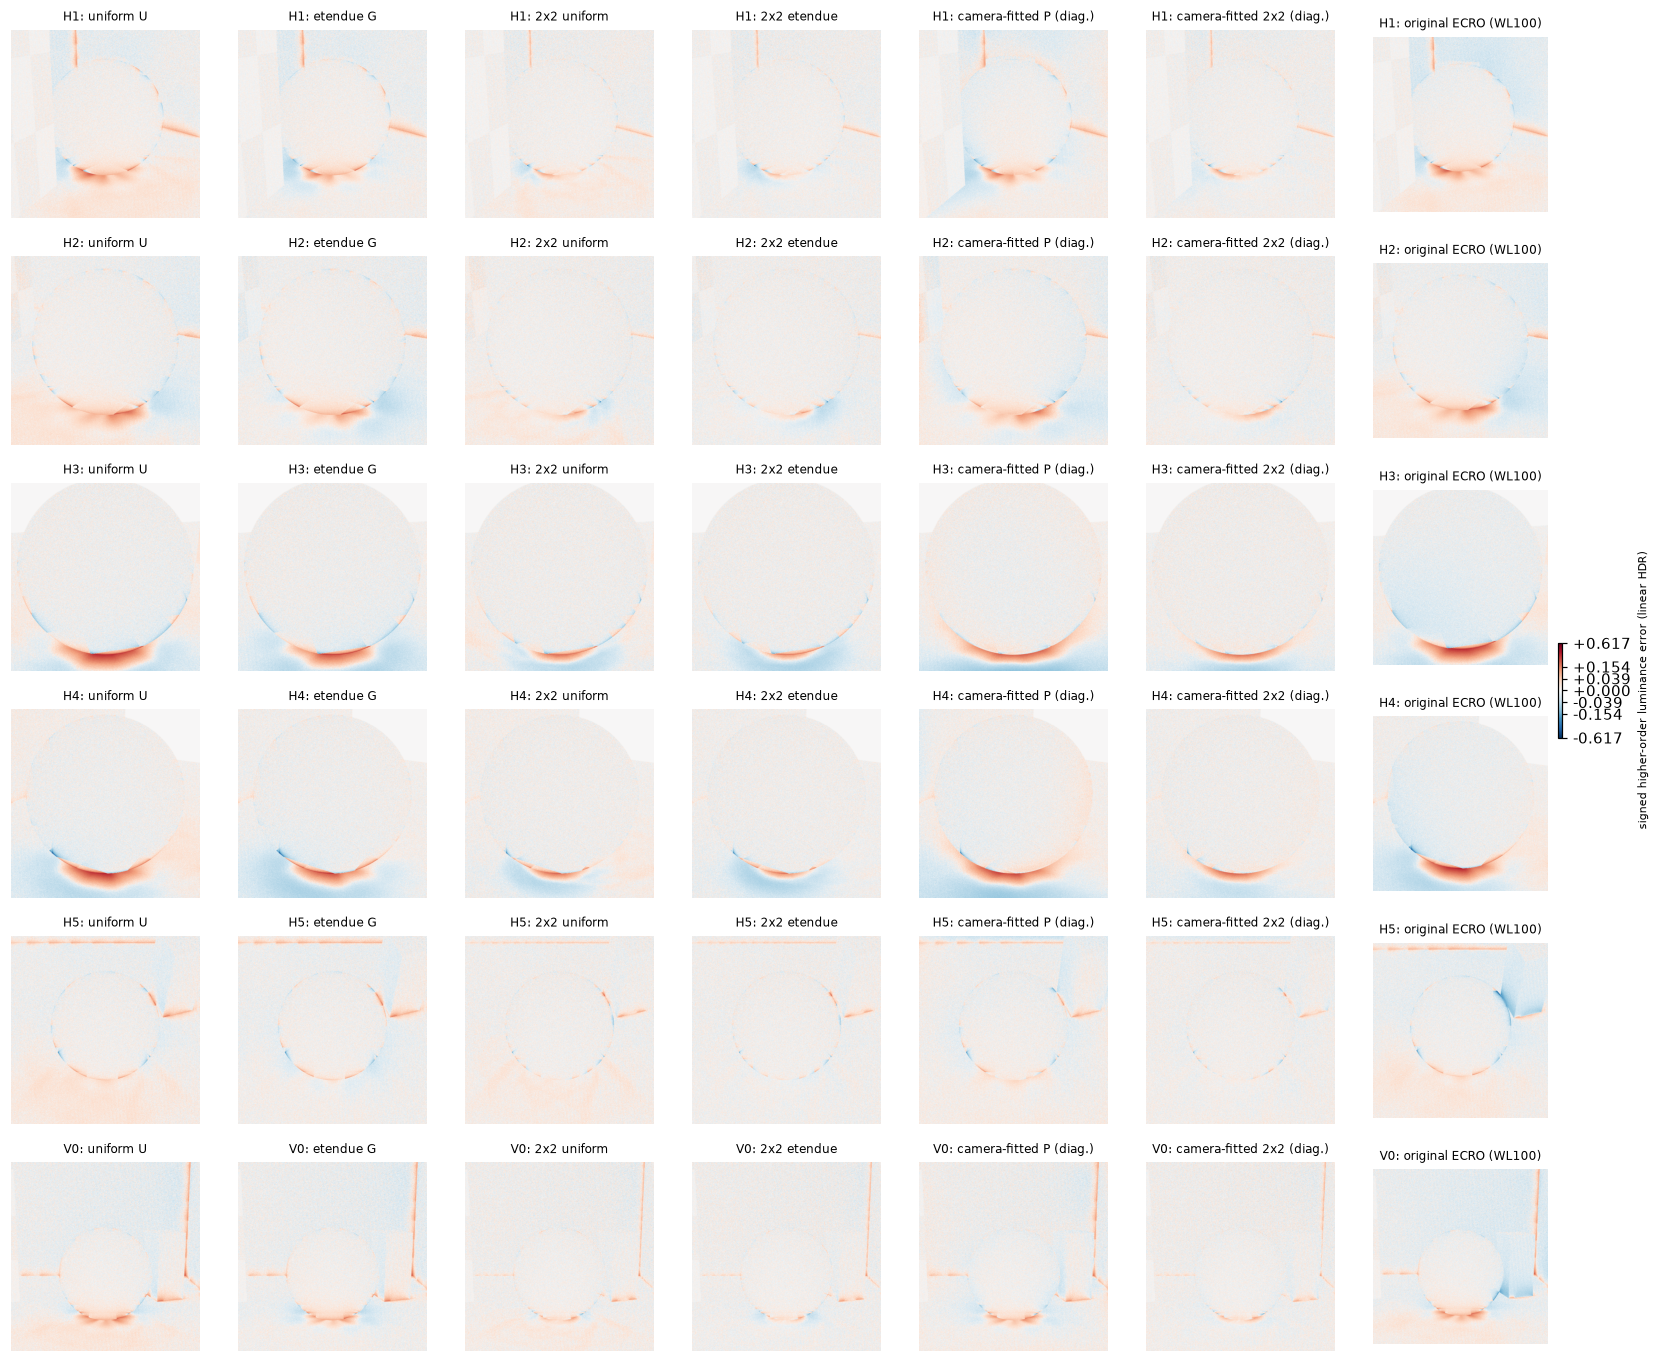 H1: uniform U
H1: etendue G
H1: 2x2 uniform
H1: 2x2 etendue
H1: camera-fitted P (diag.)
H1: camera-fitted 2x2 (diag.)
H1: original ECRO (WL100)
H2: uniform U
H2: etendue G
H2: 2x2 uniform
H2: 2x2 etendue
H2: camera-fitted P (diag.)
H2: camera-fitted 2x2 (diag.)
H2: original ECRO (WL100)
H3: uniform U
H3: etendue G
H3: 2x2 uniform
H3: 2x2 etendue
H3: camera-fitted P (diag.)
H3: camera-fitted 2x2 (diag.)
H3: original ECRO (WL100)
H4: uniform U
H4: etendue G
H4: 2x2 uniform
H4: 2x2 etendue
H4: camera-fitted P (diag.)
H4: camera-fitted 2x2 (diag.)
H4: original ECRO (WL100)
H5: uniform U
H5: etendue G
H5: 2x2 uniform
H5: 2x2 etendue
H5: camera-fitted P (diag.)
H5: camera-fitted 2x2 (diag.)
H5: original ECRO (WL100)
V0: uniform U
V0: etendue G
V0: 2x2 uniform
V0: 2x2 etendue
V0: camera-fitted P (diag.)
V0: camera-fitted 2x2 (diag.)
V0: original ECRO (WL100)
+0.617
+0.154
+0.039
+0.000
-0.039
-0.154
-0.617
signed higher-order luminance error (linear HDR)